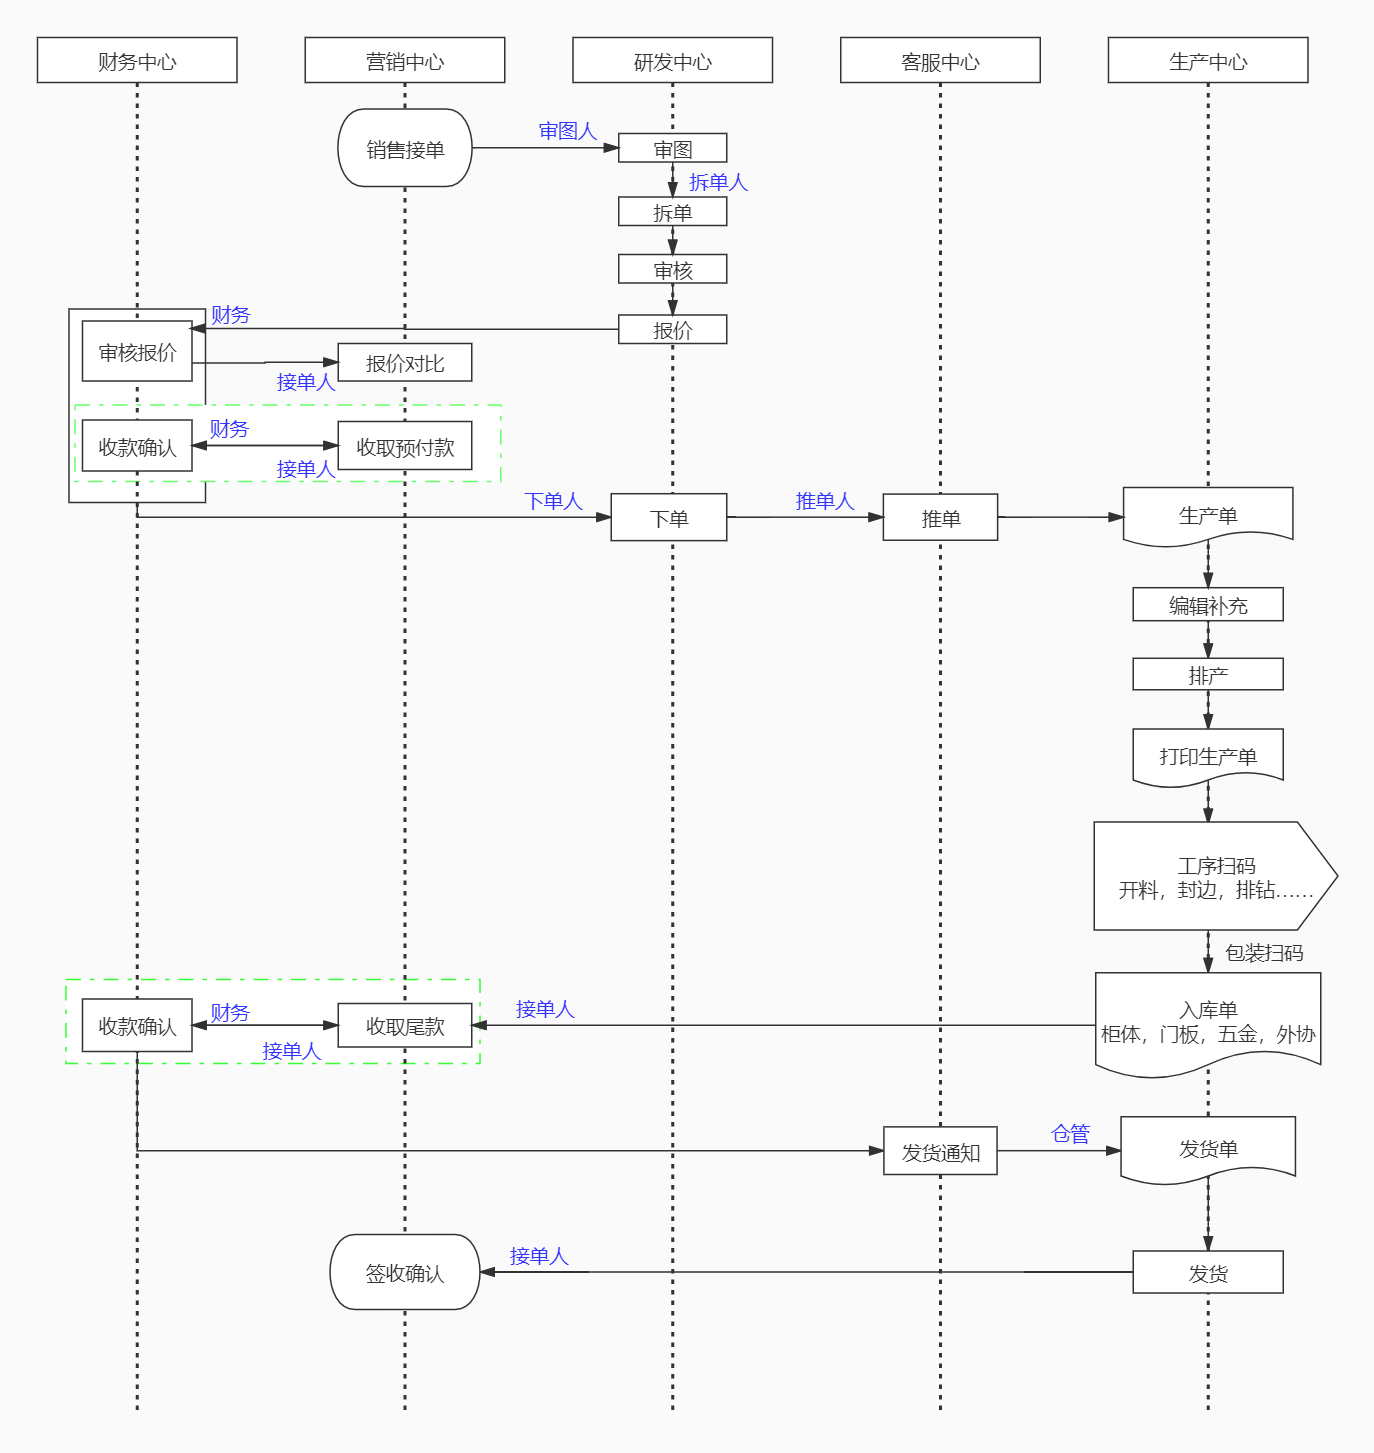 财务中心
营销中心
研发中心
客服中心
生产中心
销售接单
审图人
审图
拆单人
拆单
审核
财务
报价
审核报价
报价对比
接单人
财务
收款确认
收取预付款
接单人
下单人
下单
推单人
推单
生产单
编辑补充
排产
打印生产单
工序扫码
开料，封边，排钻……
包装扫码
入库单
柜体，门板，五金，外协
接单人
财务
收款确认
收取尾款
接单人
发货通知
仓管
发货单
接单人
签收确认
发货